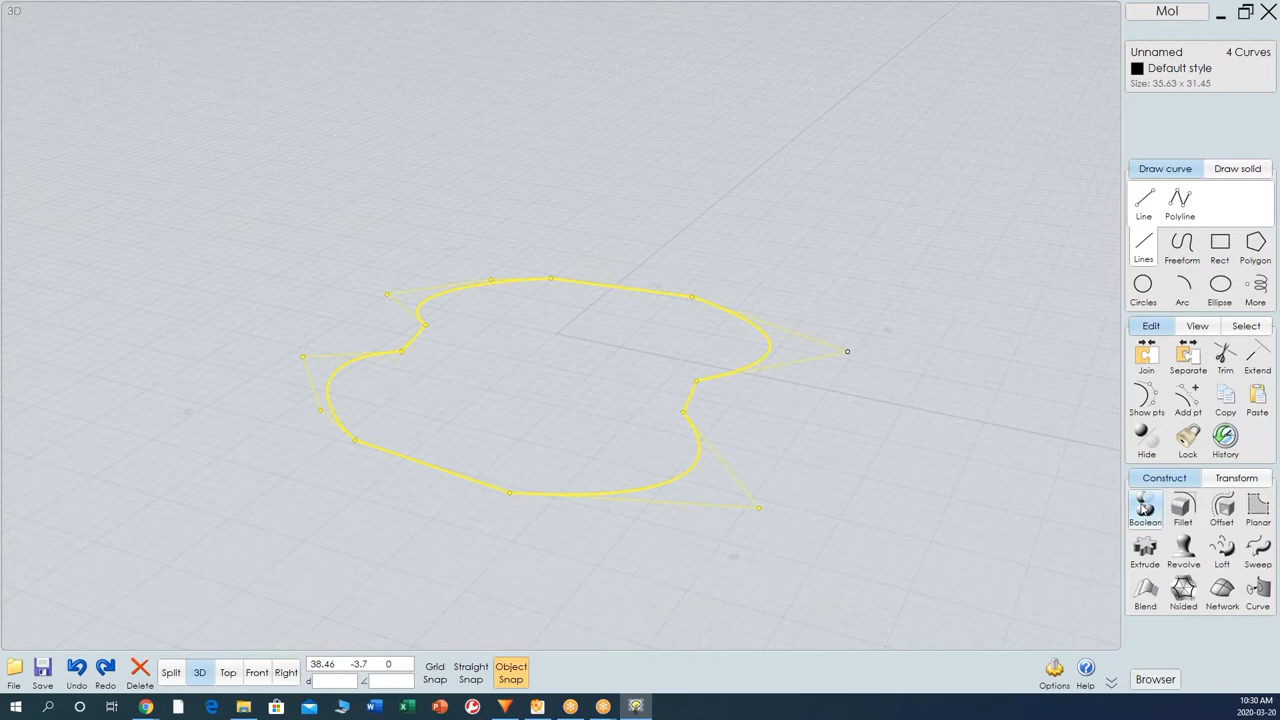 3D
MoI
Unnamed 4 Curves
Default style
Size: 35.63 x 31.45
Draw curve Draw solid
Line Polyline
Lines Freeform Rect Polygon
Circles Arc Ellipse More
Edit View Select
Join Separate Trim Extend
Show pts Add pt Copy Paste
Hide Lock History
Construct Transform
Boolean Fillet Offset Planar
Extrude Revolve Loft Sweep
Blend Nsided Network Curve
File Save Undo Redo Delete Split 3D Top Front Right
38.46 -3.7 0
d ∠
Grid Snap
Straight Snap
Object Snap
Options Help Browser
10:30 AM
2020-03-20